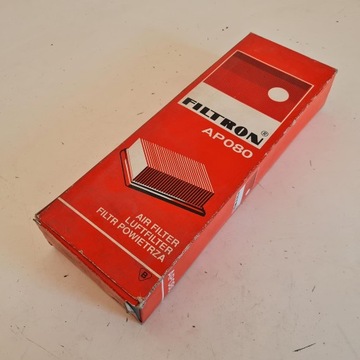 FILTRON®
AP080
AIR FILTER
LUFTFILTER
FILTR POWIETRZA
B